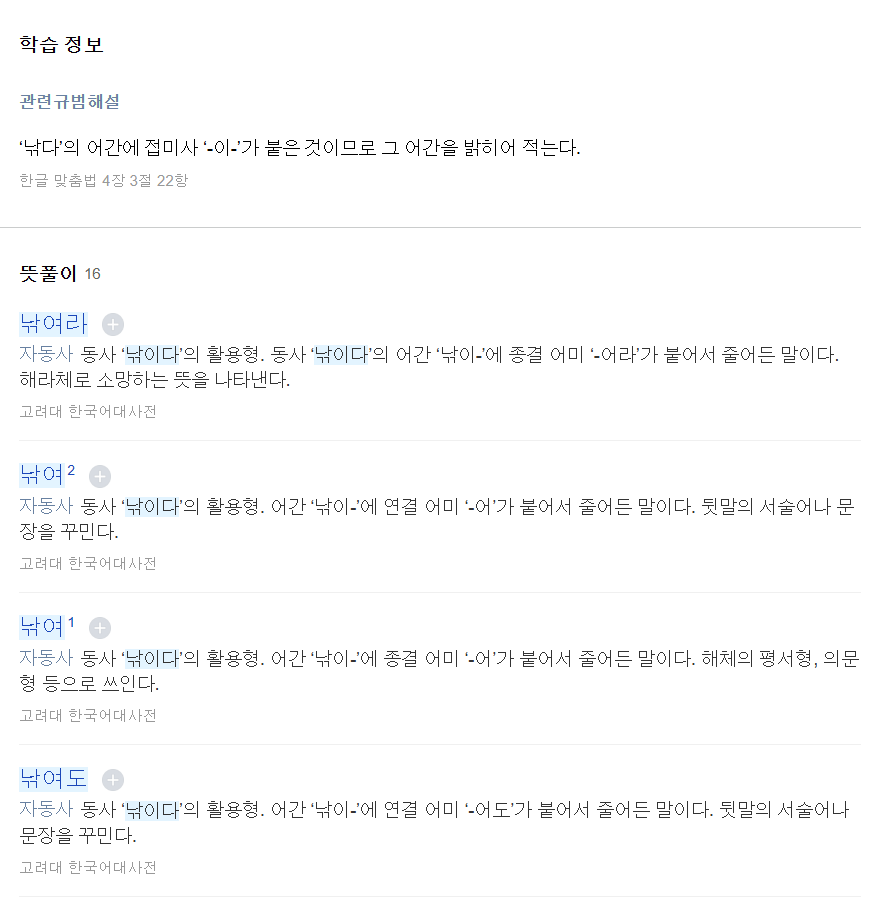 학습 정보
관련규범해설
‘낚다’의 어간에 접미사 ‘-이-’가 붙은 것이므로 그 어간을 밝히어 적는다.
한글 맞춤법 4장 3절 22항
뜻풀이 16
낚여라
자동사 동사 ‘낚이다’의 활용형. 동사 ‘낚이다’의 어간 ‘낚이-’에 종결 어미 ‘-어라’가 붙어서 줄어든 말이다.
해라체로 소망하는 뜻을 나타낸다.
고려대 한국어대사전
낚여 2
자동사 동사 ‘낚이다’의 활용형. 어간 ‘낚이-’에 연결 어미 ‘-어’가 붙어서 줄어든 말이다. 뒷말의 서술어나 문
장을 꾸민다.
고려대 한국어대사전
낚여 1
자동사 동사 ‘낚이다’의 활용형. 어간 ‘낚이-’에 종결 어미 ‘-어’가 붙어서 줄어든 말이다. 해체의 평서형, 의문
형 등으로 쓰인다.
고려대 한국어대사전
낚여도
자동사 동사 ‘낚이다’의 활용형. 어간 ‘낚이-’에 연결 어미 ‘-어도’가 붙어서 줄어든 말이다. 뒷말의 서술어나
문장을 꾸민다.
고려대 한국어대사전